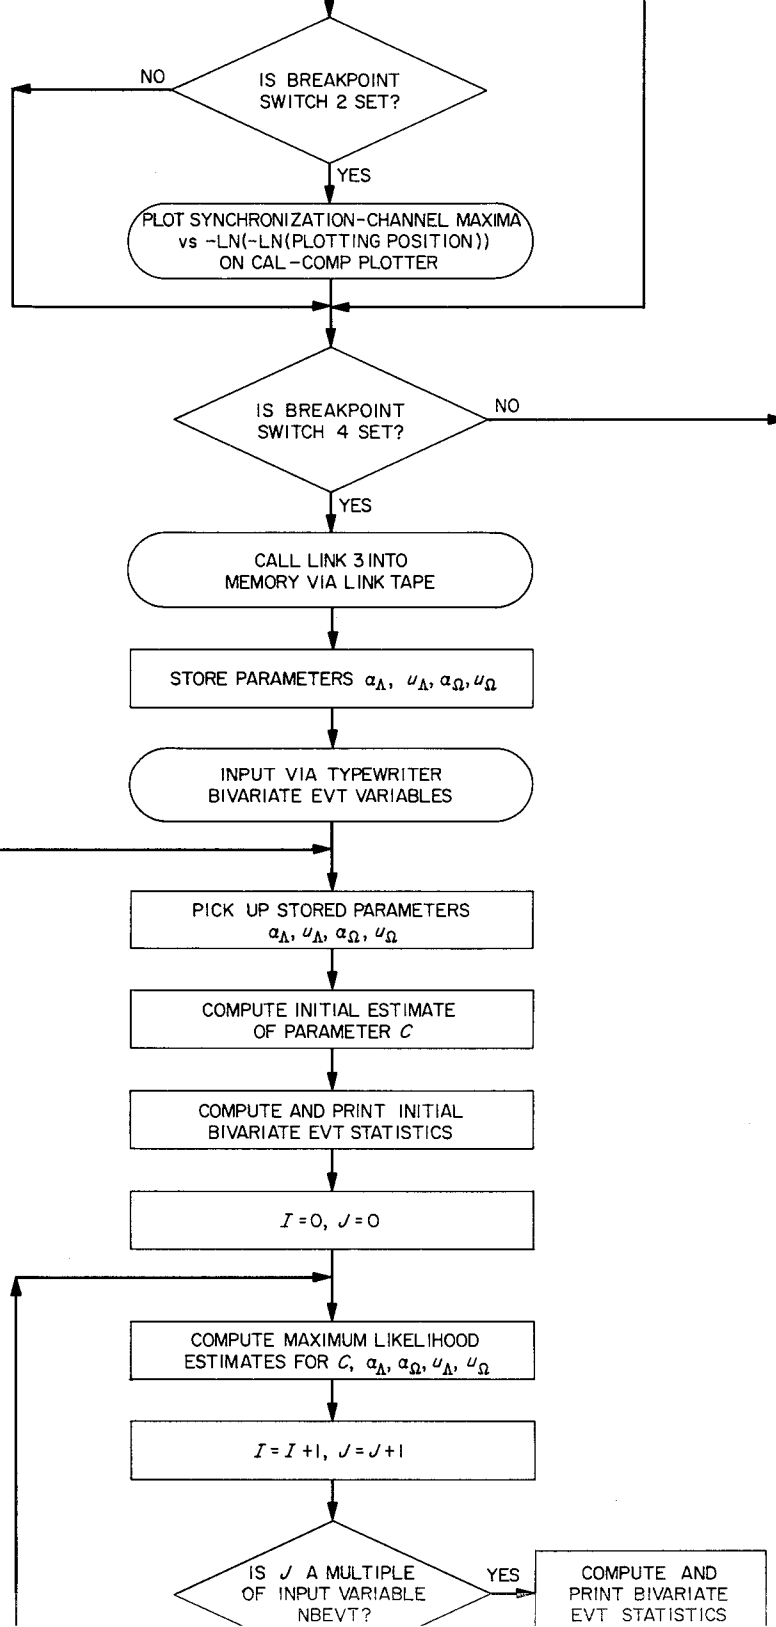 IS BREAKPOINT
SWITCH 2 SET?
NO
YES
PLOT SYNCHRONIZATION-CHANNEL MAXIMA
vs -LN(-LN(PLOTTING POSITION))
ON CAL-COMP PLOTTER
IS BREAKPOINT
SWITCH 4 SET?
NO
YES
CALL LINK 3 INTO
MEMORY VIA LINK TAPE
STORE PARAMETERS α_Λ, u_Λ, α_Ω, u_Ω
INPUT VIA TYPEWRITER
BIVARIATE EVT VARIABLES
PICK UP STORED PARAMETERS
α_Λ, u_Λ, α_Ω, u_Ω
COMPUTE INITIAL ESTIMATE
OF PARAMETER C
COMPUTE AND PRINT INITIAL
BIVARIATE EVT STATISTICS
I = 0, J = 0
COMPUTE MAXIMUM LIKELIHOOD
ESTIMATES FOR C, α_Λ, α_Ω, u_Λ, u_Ω
I = I + 1, J = J + 1
IS J A MULTIPLE
OF INPUT VARIABLE
NBEVT?
YES
COMPUTE AND
PRINT BIVARIATE
EVT STATISTICS